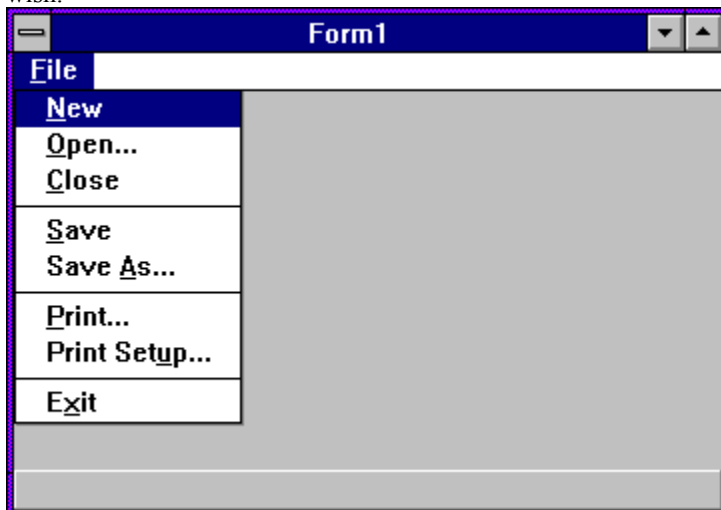 Form1
File
New
Open...
Close
Save
Save As...
Print...
Print Setup...
Exit